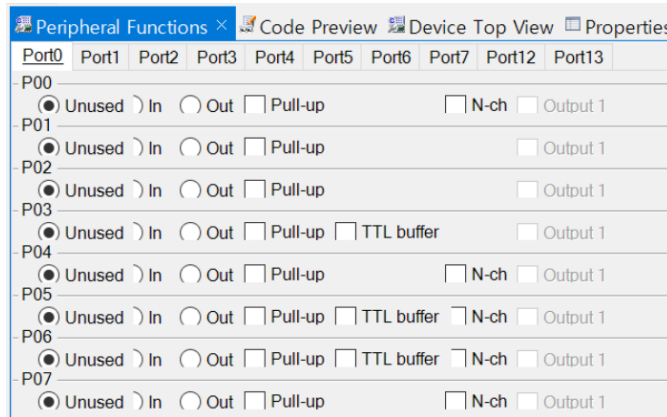 Peripheral Functions × Code Preview Device Top View Properties
Port0 Port1 Port2 Port3 Port4 Port5 Port6 Port7 Port12 Port13
P00
Unused In Out Pull-up N-ch Output 1
P01
Unused In Out Pull-up Output 1
P02
Unused In Out Pull-up Output 1
P03
Unused In Out Pull-up TTL buffer Output 1
P04
Unused In Out Pull-up N-ch Output 1
P05
Unused In Out Pull-up TTL buffer N-ch Output 1
P06
Unused In Out Pull-up TTL buffer N-ch Output 1
P07
Unused In Out Pull-up N-ch Output 1